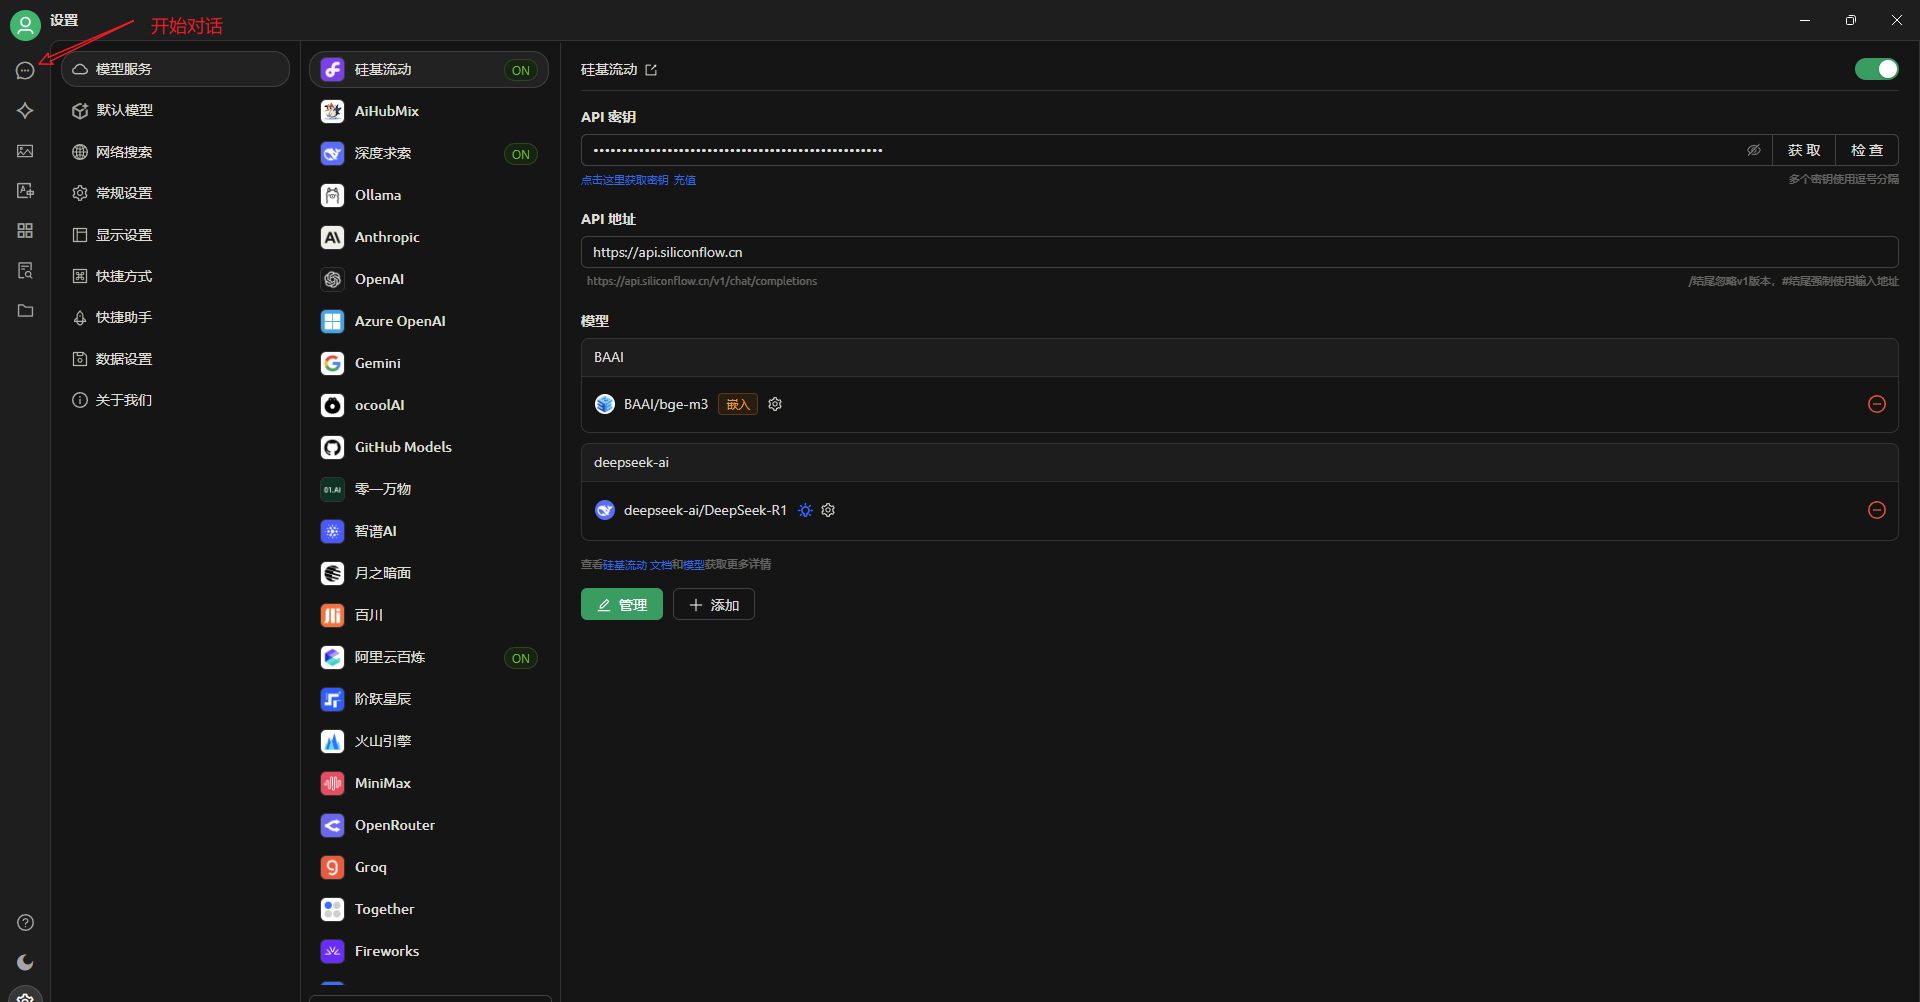 设置
开始对话
模型服务
默认模型
网络搜索
常规设置
显示设置
快捷方式
快捷助手
数据设置
关于我们
硅基流动 ON
AiHubMix
深度求索 ON
Ollama
Anthropic
OpenAI
Azure OpenAI
Gemini
ocoolAI
GitHub Models
01.AI 零一万物
智谱AI
月之暗面
百川
阿里云百炼 ON
阶跃星辰
火山引擎
MiniMax
OpenRouter
Groq
Together
Fireworks
硅基流动
API 密钥
••••••••••••••••••••••••••••••••••••••••••••••••••• 获 取 检 查
点击这里获取密钥 充值 多个密钥使用逗号分隔
API 地址
https://api.siliconflow.cn
https://api.siliconflow.cn/v1/chat/completions /结尾忽略v1版本，#结尾强制使用输入地址
模型
BAAI
BAAI/bge-m3 嵌入
deepseek-ai
deepseek-ai/DeepSeek-R1
查看硅基流动 文档和模型获取更多详情
管理 添加